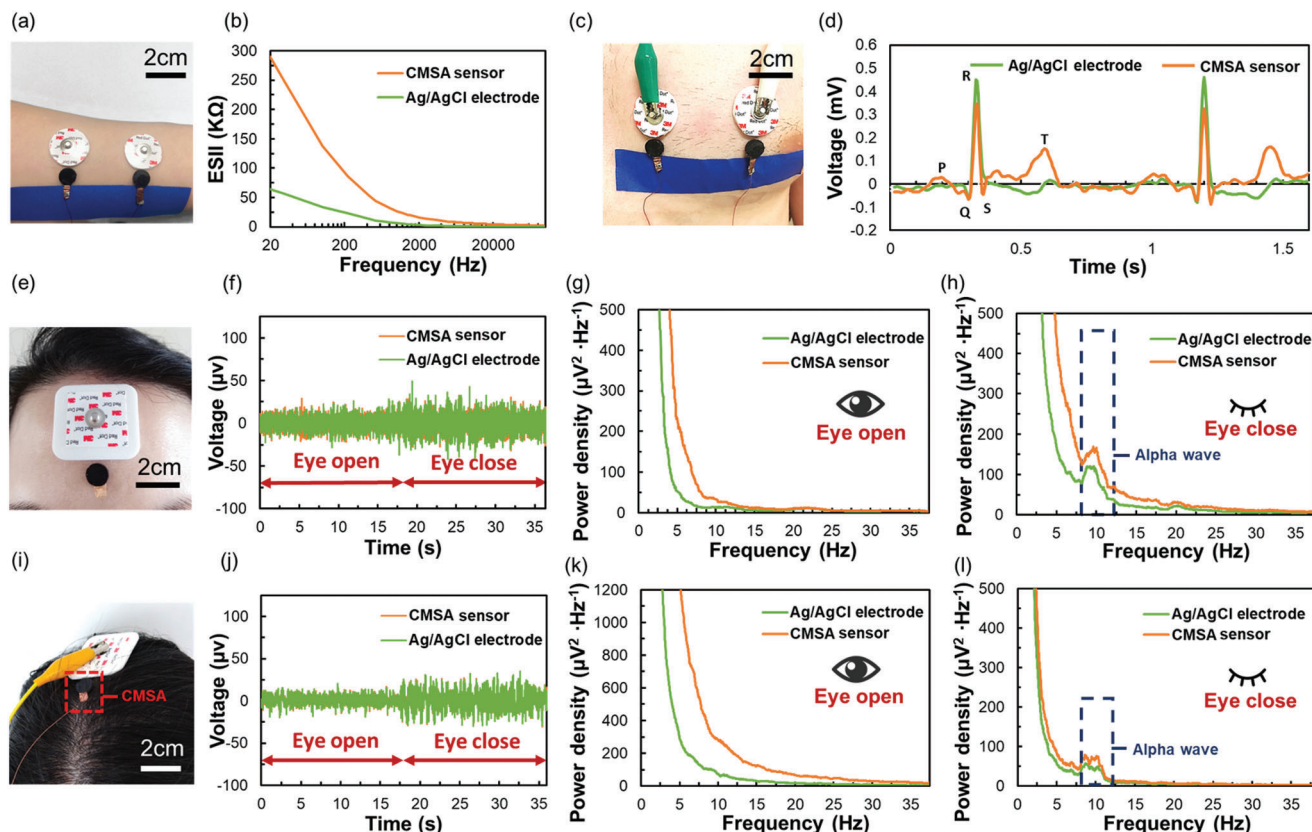 (a)
2cm
(b)
300
250
200
150
100
50
0
ESII (KΩ)
CMSA sensor
Ag/AgCl electrode
20
200
2000
20000
Frequency (Hz)
(c)
2cm
(d)
0.6
0.5
0.4
0.3
0.2
0.1
0
-0.1
-0.2
Voltage (mV)
Ag/AgCl electrode
CMSA sensor
R
P
T
Q
S
0
0.5
1
1.5
Time (s)
(e)
2cm
(f)
100
50
0
-50
-100
Voltage (µv)
CMSA sensor
Ag/AgCl electrode
Eye open
Eye close
0 5 10 15 20 25 30 35
Time (s)
(g)
500
400
300
200
100
0
Power density (µV² ·Hz⁻¹)
Ag/AgCl electrode
CMSA sensor
Eye open
0 5 10 15 20 25 30 35
Frequency (Hz)
(h)
500
400
300
200
100
0
Power density (µV² ·Hz⁻¹)
Ag/AgCl electrode
CMSA sensor
Eye close
Alpha wave
0 5 10 15 20 25 30 35
Frequency (Hz)
(i)
CMSA
2cm
(j)
100
50
0
-50
-100
Voltage (µv)
CMSA sensor
Ag/AgCl electrode
Eye open
Eye close
0 5 10 15 20 25 30 35
Time (s)
(k)
1200
1000
800
600
400
200
0
Power density (µV² ·Hz⁻¹)
Ag/AgCl electrode
CMSA sensor
Eye open
0 5 10 15 20 25 30 35
Frequency (Hz)
(l)
500
400
300
200
100
0
Power density (µV² ·Hz⁻¹)
Ag/AgCl electrode
CMSA sensor
Eye close
Alpha wave
0 5 10 15 20 25 30 35
Frequency (Hz)